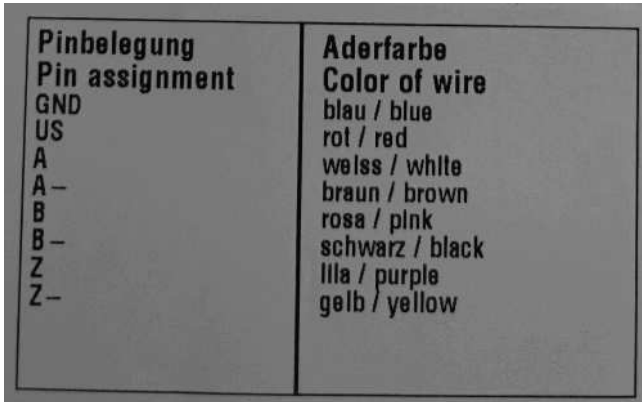 Pinbelegung
Pin assignment
GND
US
A
A–
B
B–
Z
Z–
Aderfarbe
Color of wire
blau / blue
rot / red
weiss / white
braun / brown
rosa / pink
schwarz / black
lila / purple
gelb / yellow